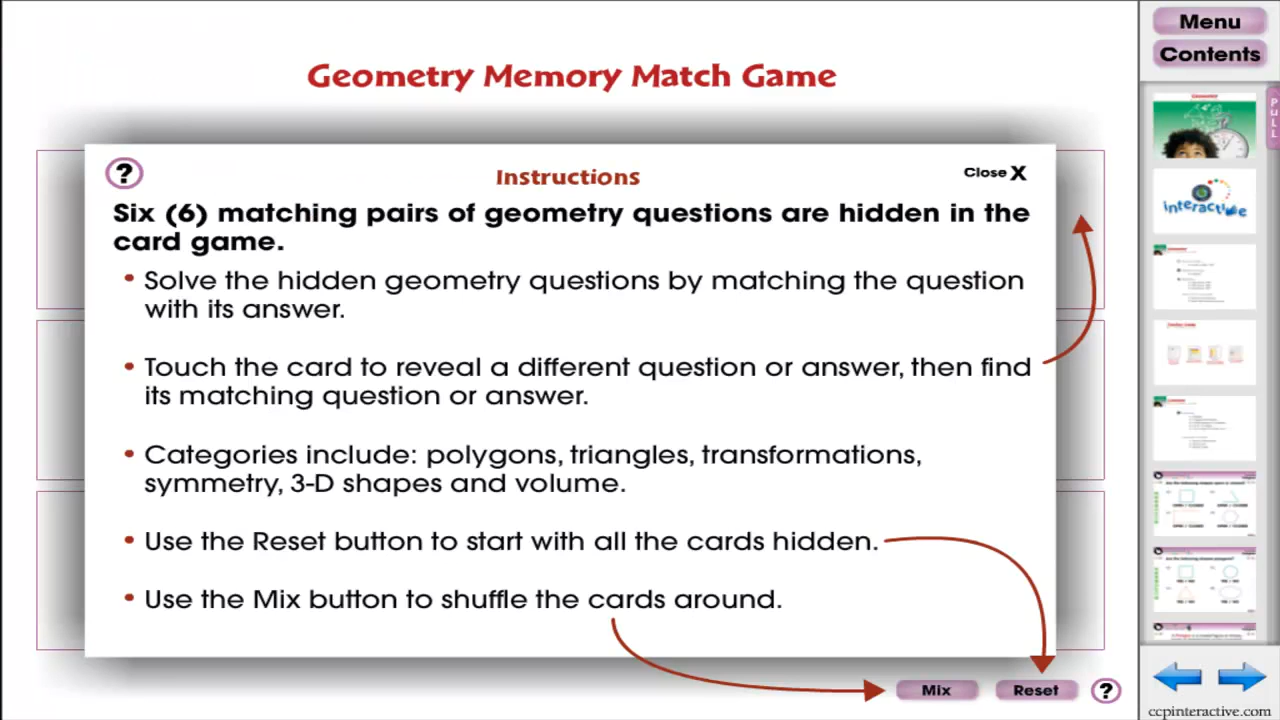 Geometry Memory Match Game
Menu
Contents
PULL
?
Instructions
Close X
Six (6) matching pairs of geometry questions are hidden in the
card game.
• Solve the hidden geometry questions by matching the question
with its answer.
• Touch the card to reveal a different question or answer, then find
its matching question or answer.
• Categories include: polygons, triangles, transformations,
symmetry, 3-D shapes and volume.
• Use the Reset button to start with all the cards hidden.
• Use the Mix button to shuffle the cards around.
Mix
Reset
?
interactive
ccpinteractive.com